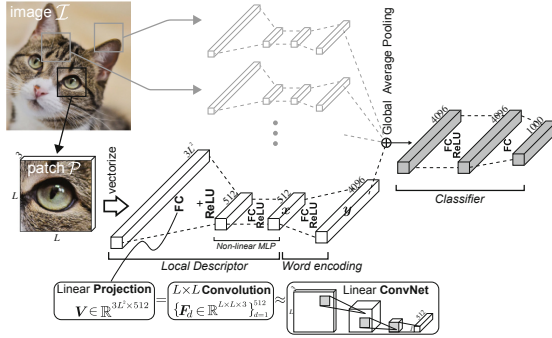 image I
Global Average Pooling
4096
4096
1000
FC
ReLU
FC
Classifier
3
patch P
L
L
vectorize
3L²
FC
+
ReLU
512
FC
ReLU
512
x
FC
ReLU
4096
y
Non-linear MLP
Local Descriptor
Word encoding
Linear Projection
V ∈ ℝ^{3L²×512}
=
L×L Convolution
{F_d ∈ ℝ^{L×L×3}}_{d=1}^{512}
≈
Linear ConvNet
L
512